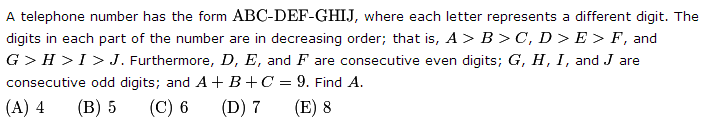 A telephone number has the form ABC-DEF-GHIJ, where each letter represents a different digit. The
digits in each part of the number are in decreasing order; that is, A > B > C, D > E > F, and
G > H > I > J. Furthermore, D, E, and F are consecutive even digits; G, H, I, and J are
consecutive odd digits; and A + B + C = 9. Find A.
(A) 4 (B) 5 (C) 6 (D) 7 (E) 8